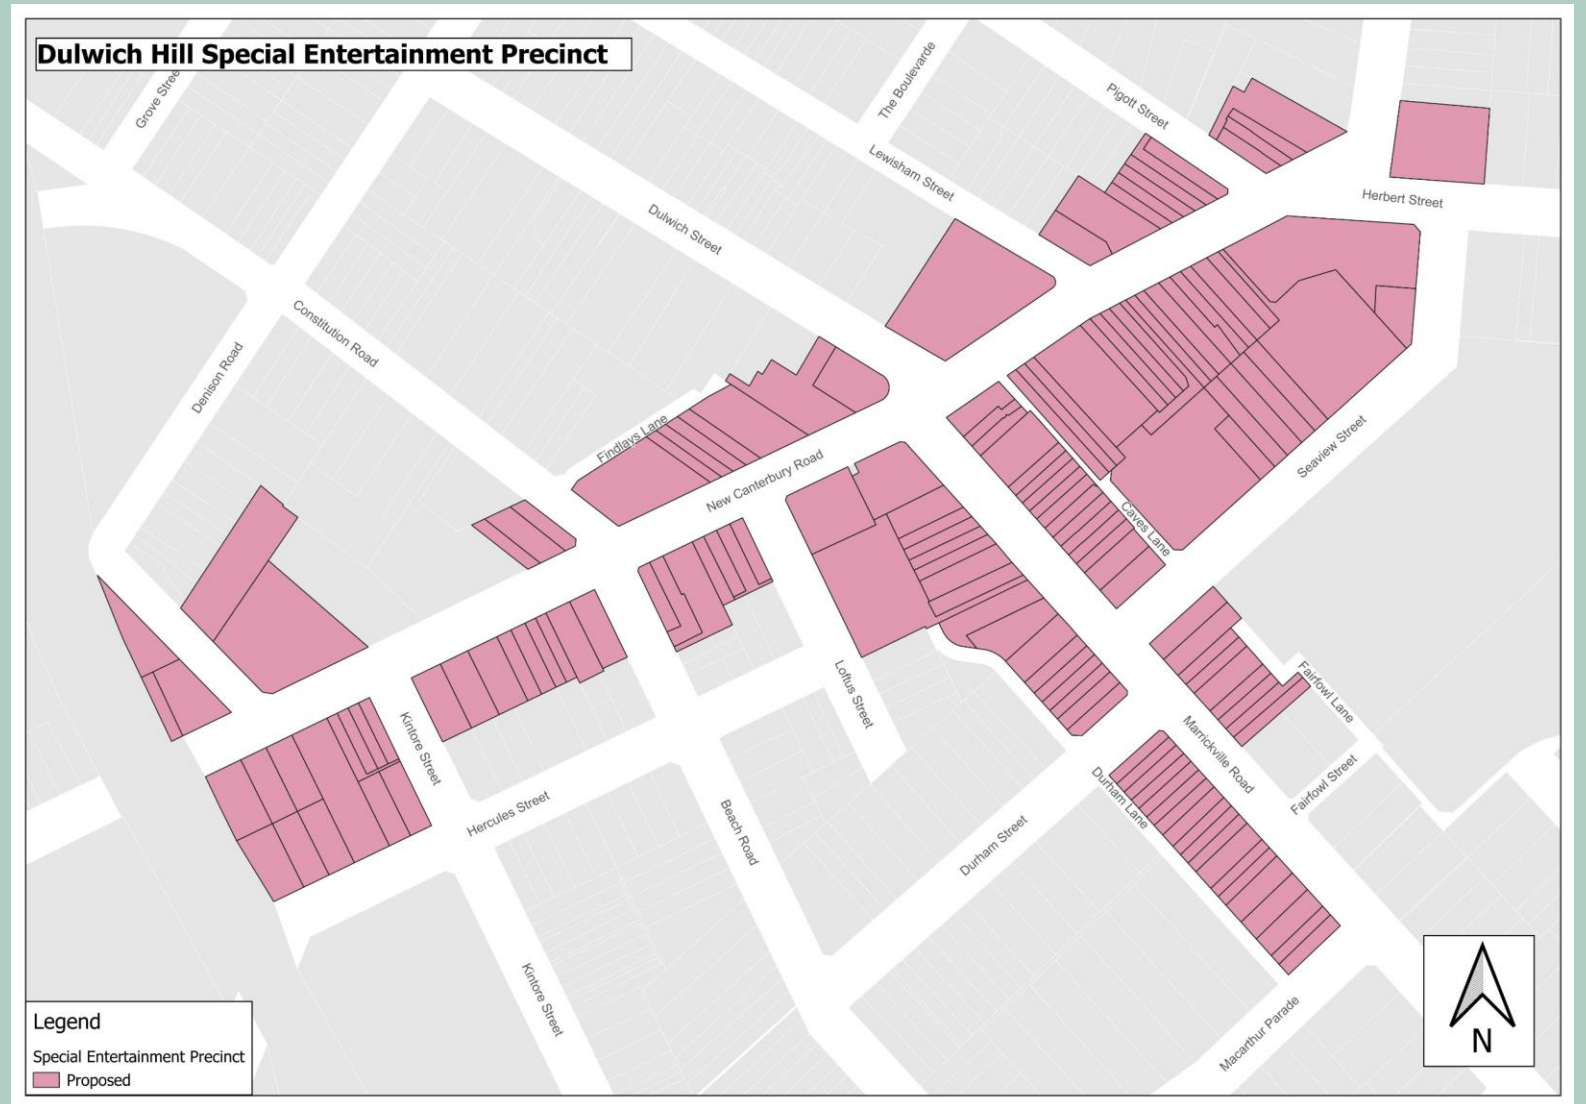 Dulwich Hill Special Entertainment Precinct
Grove Stree
The Boulevarde
Pigott Street
Lewisham Street
Herbert Street
Dulwich Street
Constitution Road
Denison Road
Findlays Lane
New Canterbury Road
Seaview Street
Caves Lane
Loftus Street
Fairfowl Lane
Kintore Street
Marrickville Road
Durham Lane
Fairfowl Street
Hercules Street
Beach Road
Durham Street
Kintore Street
Macarthur Parade
Legend
Special Entertainment Precinct
Proposed
N